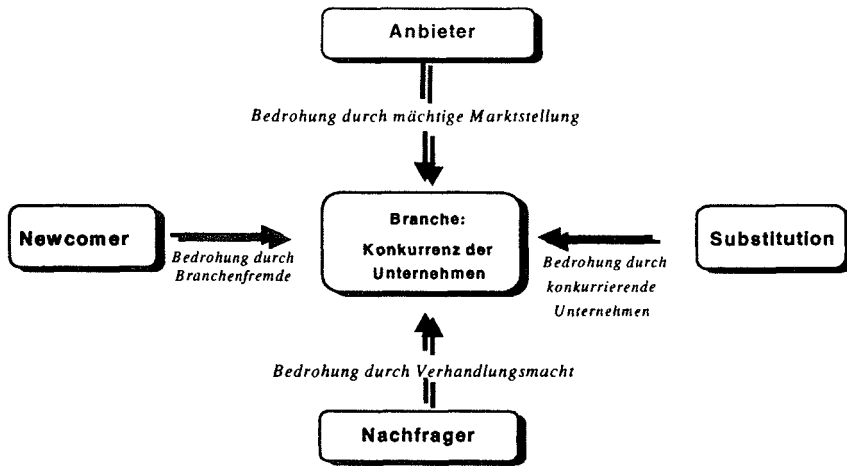 Anbieter
Bedrohung durch mächtige Marktstellung
Newcomer
Bedrohung durch
Branchenfremde
Branche:
Konkurrenz der
Unternehmen
Substitution
Bedrohung durch
konkurrierende
Unternehmen
Bedrohung durch Verhandlungsmacht
Nachfrager